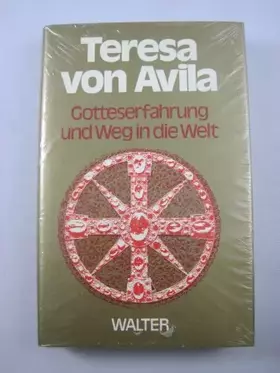 Teresa
von Avila
Gotteserfahrung
und Weg in die Welt
WALTER